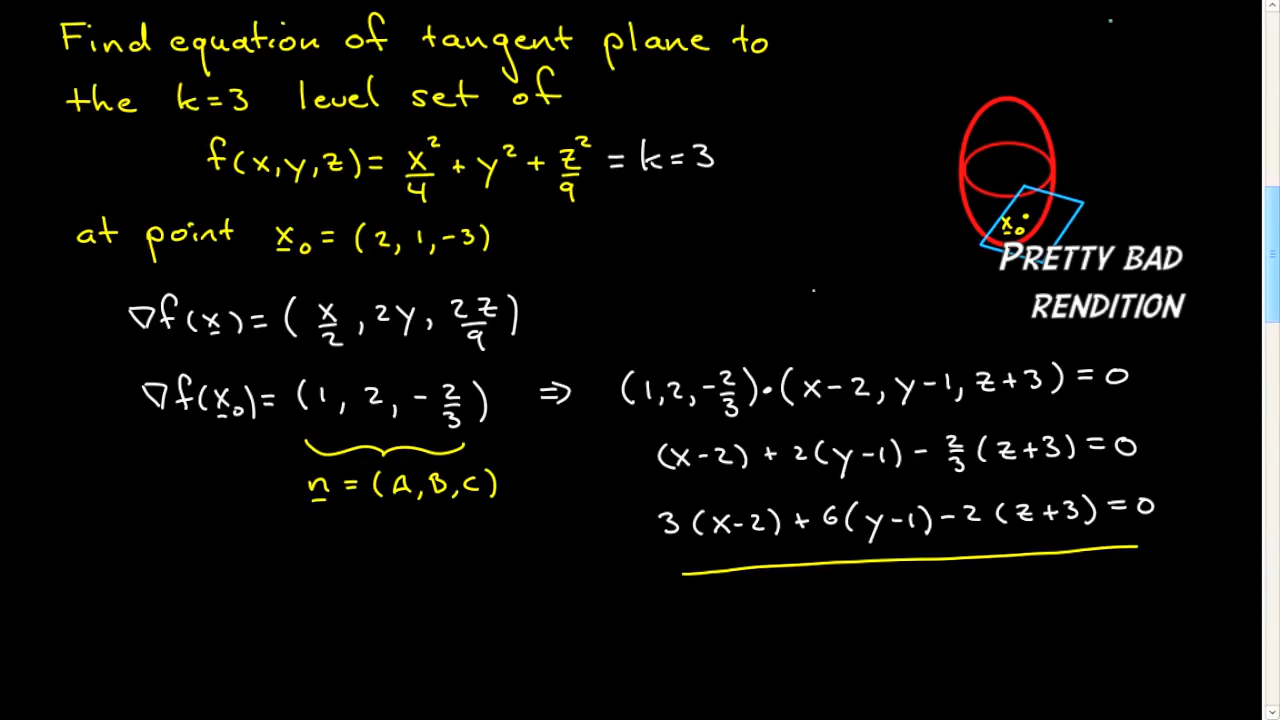 Find equation of tangent plane to
the k=3 level set of
f(x,y,z)= x²/4 + y² + z²/9 = k=3
at point x₀ = (2, 1, -3)
x₀
PRETTY BAD
RENDITION
∇f(x)= (x/2, 2y, 2z/9)
∇f(x₀)= (1, 2, -2/3) ⇒ (1,2,-2/3)•(x-2, y-1, z+3)=0
(x-2) + 2(y-1) - 2/3 (z+3)=0
n = (A,B,C)
3(x-2)+6(y-1)-2(z+3)=0